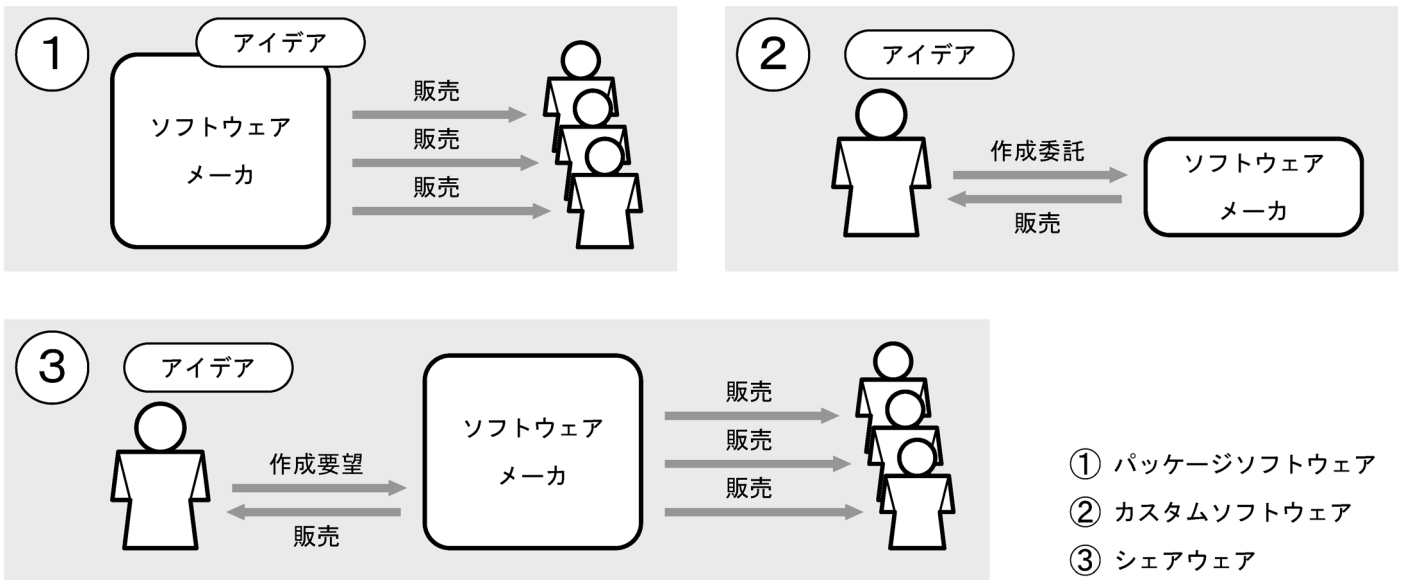 ①
アイデア
ソフトウェア
メーカ
販売
販売
販売
②
アイデア
作成委託
販売
ソフトウェア
メーカ
③
アイデア
作成要望
販売
ソフトウェア
メーカ
販売
販売
販売
① パッケージソフトウェア
② カスタムソフトウェア
③ シェアウェア